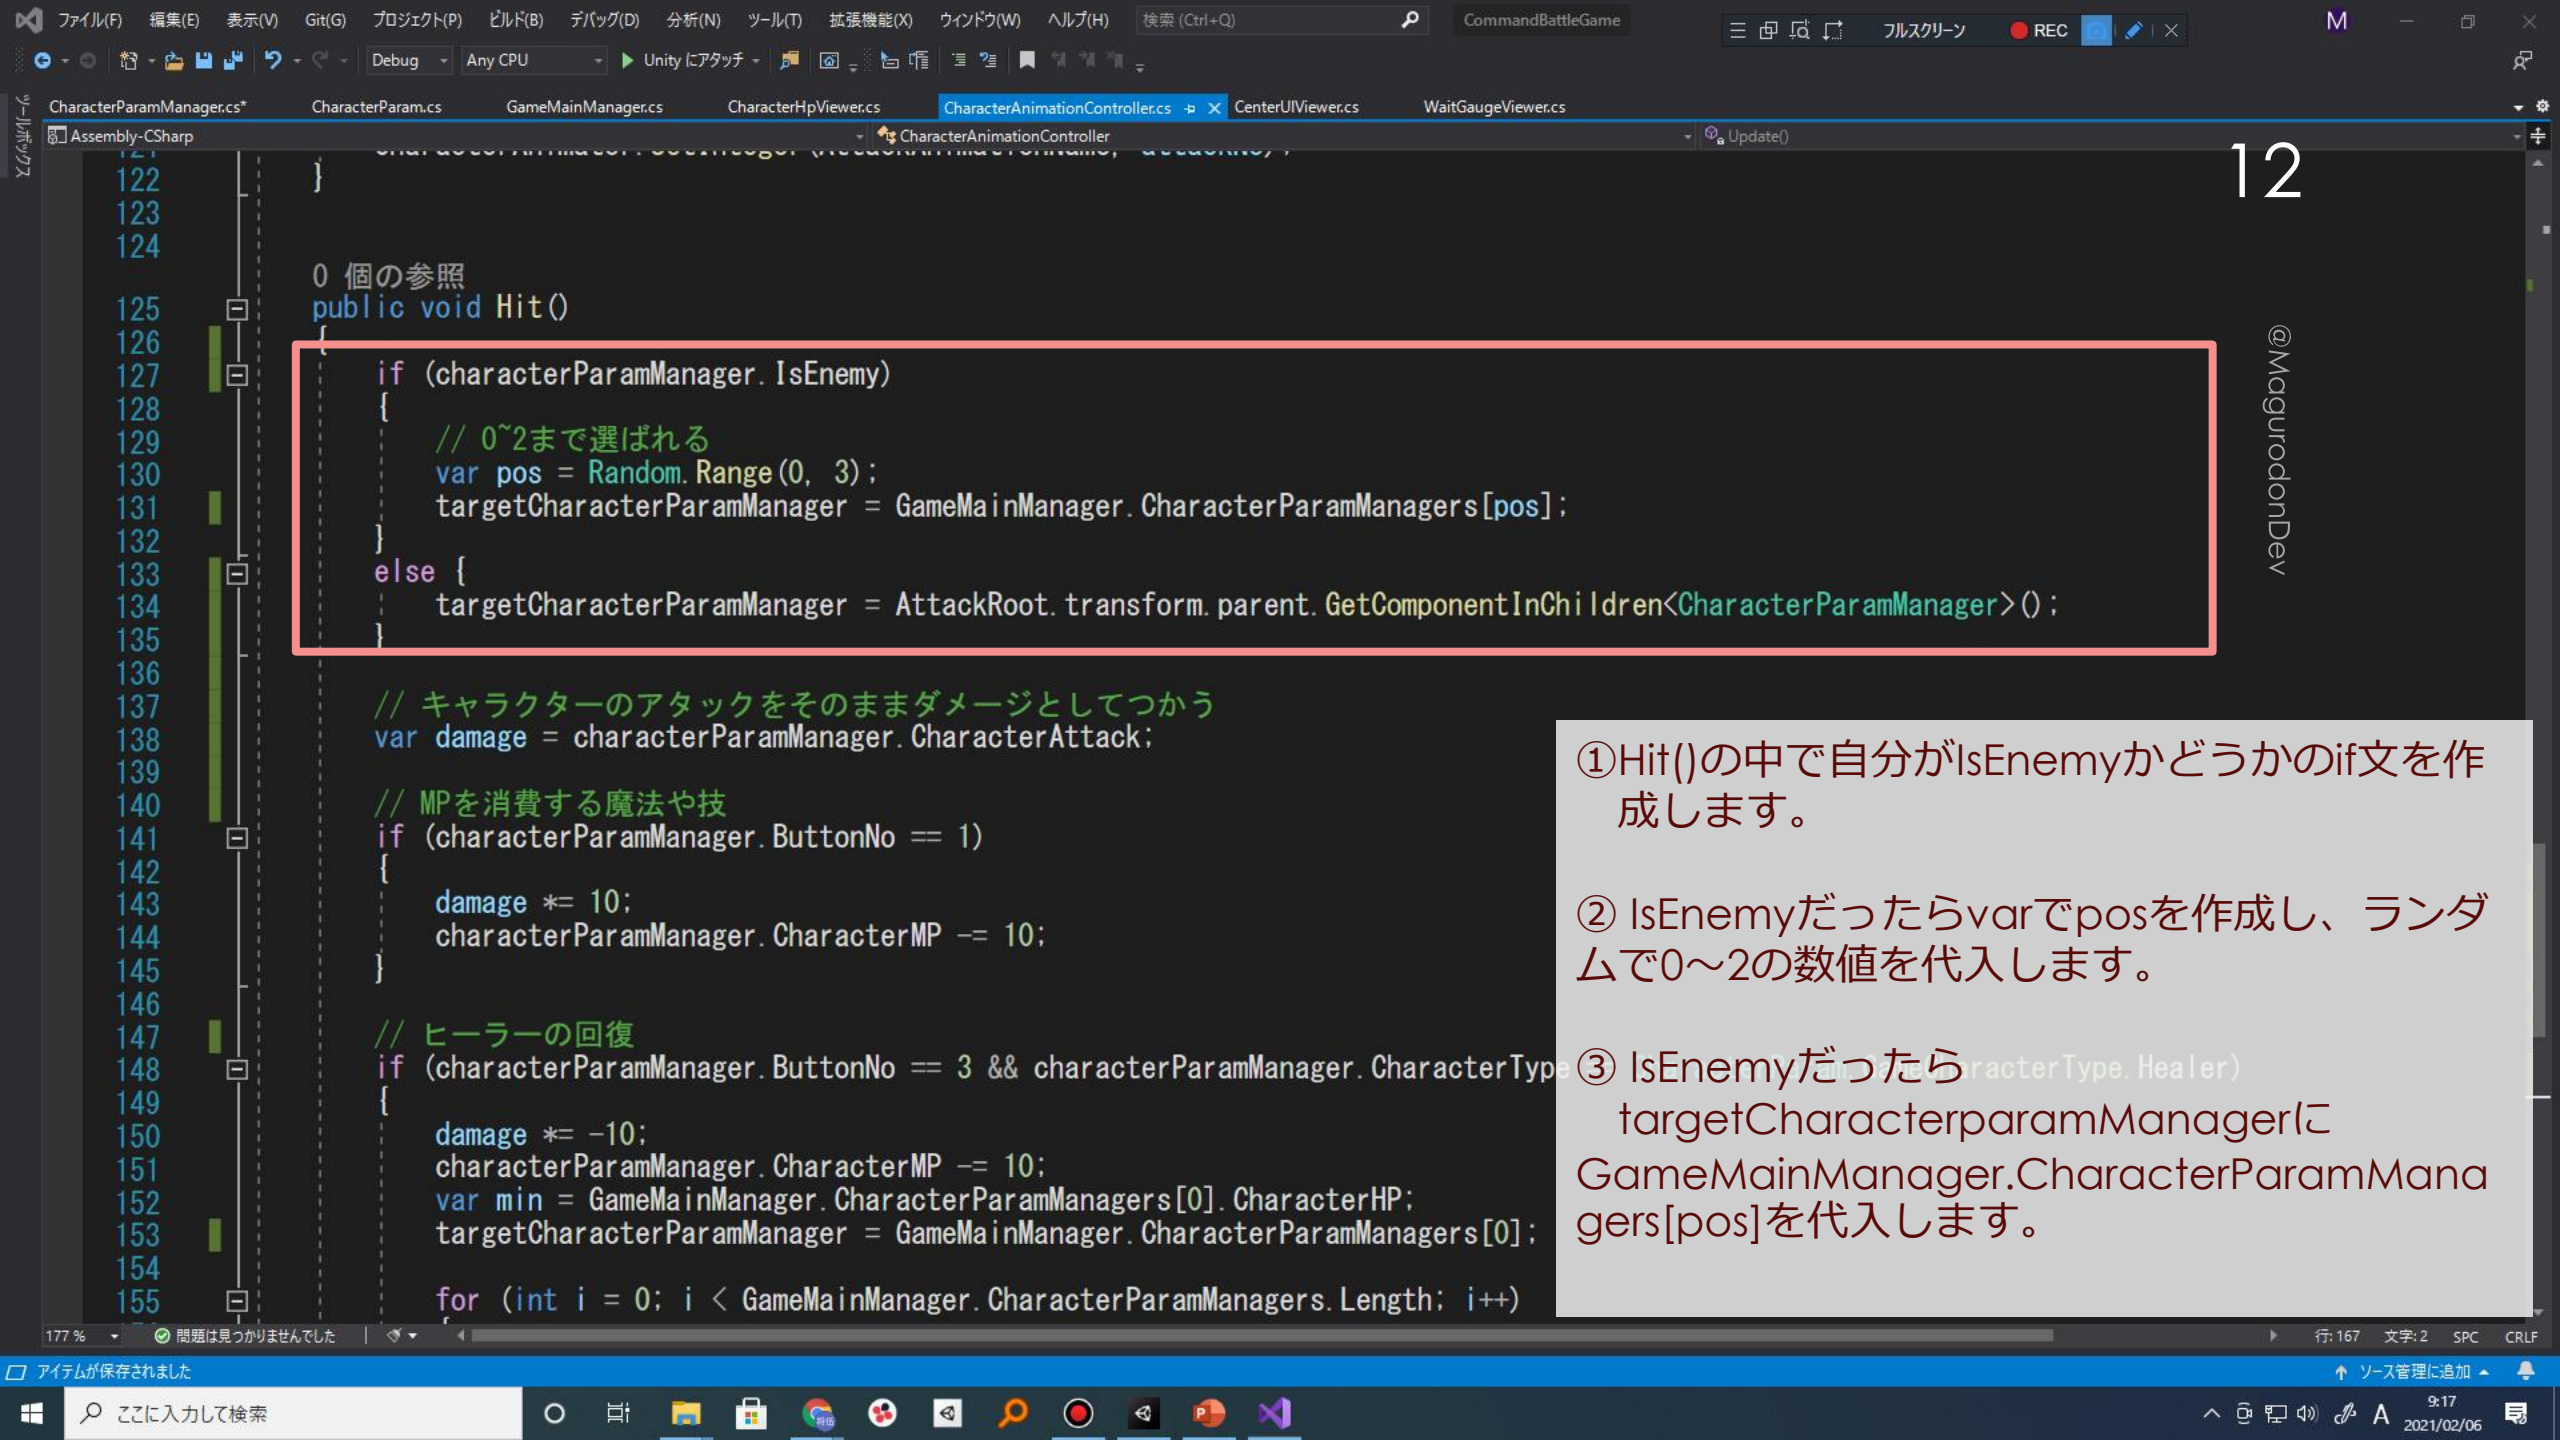 ファイル(F) 編集(E) 表示(V) Git(G) プロジェクト(P) ビルド(B) デバッグ(D) 分析(N) ツール(T) 拡張機能(X) ウィンドウ(W) ヘルプ(H) 検索 (Ctrl+Q) CommandBattleGame フルスクリーン REC M
Debug Any CPU Unity にアタッチ
ツールボックス
CharacterParamManager.cs* CharacterParam.cs GameMainManager.cs CharacterHpViewer.cs CharacterAnimationController.cs CenterUIViewer.cs WaitGaugeViewer.cs
Assembly-CSharp CharacterAnimationController Update()
12
122 }
123
124
0 個の参照
125 public void Hit()
126 {
127 if (characterParamManager.IsEnemy)
128 {
129 // 0~2まで選ばれる
130 var pos = Random.Range(0, 3);
131 targetCharacterParamManager = GameMainManager.CharacterParamManagers[pos];
132 }
133 else {
134 targetCharacterParamManager = AttackRoot.transform.parent.GetComponentInChildren<CharacterParamManager>();
135 }
136
137 // キャラクターのアタックをそのままダメージとしてつかう
138 var damage = characterParamManager.CharacterAttack;
139
140 // MPを消費する魔法や技
141 if (characterParamManager.ButtonNo == 1)
142 {
143 damage *= 10;
144 characterParamManager.CharacterMP -= 10;
145 }
146
147 // ヒーラーの回復
148 if (characterParamManager.ButtonNo == 3 && characterParamManager.CharacterType racterType.Healer)
149 {
150 damage *= -10;
151 characterParamManager.CharacterMP -= 10;
152 var min = GameMainManager.CharacterParamManagers[0].CharacterHP;
153 targetCharacterParamManager = GameMainManager.CharacterParamManagers[0];
154
155 for (int i = 0; i < GameMainManager.CharacterParamManagers.Length; i++)
@MagurodonDev
①Hit()の中で自分がIsEnemyかどうかのif文を作
成します。
② IsEnemyだったらvarでposを作成し、ランダ
ムで0～2の数値を代入します。
③ IsEnemyだったら
targetCharacterparamManagerに
GameMainManager.CharacterParamMana
gers[pos]を代入します。
177 % 問題は見つかりませんでした 行: 167 文字: 2 SPC CRLF
アイテムが保存されました ソース管理に追加
ここに入力して検索 A 9:17
2021/02/06